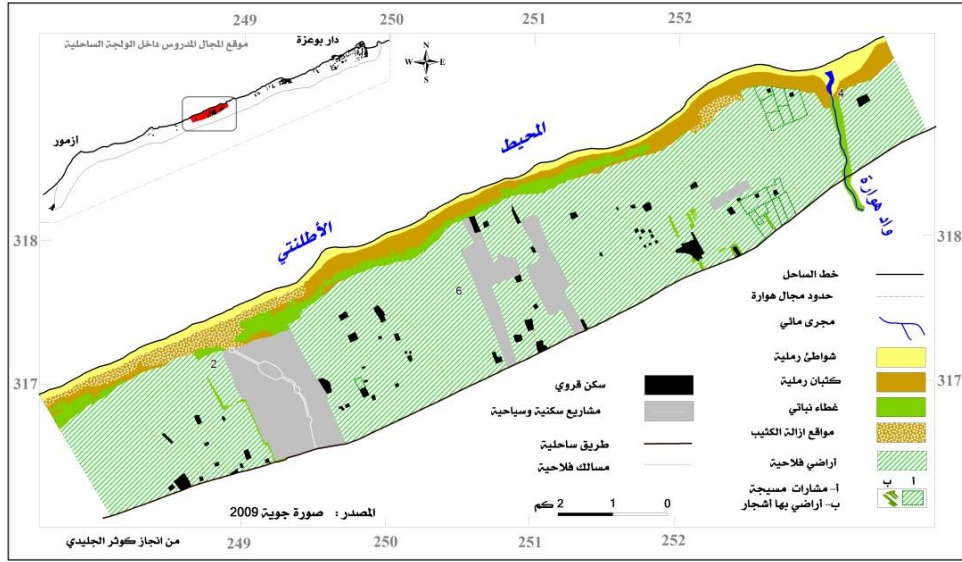 249 250 251 252
موقع المجال المدروس داخل الولجة الساحلية
دار بوعزة
N
W E
S
أزمور
المحيط
الأطلنتي
واد هوارة
4
6
2
318
317
318
317
خط الساحل
حدود مجال هوارة
مجرى مائي
شواطئ رملية
كثبان رملية
غطاء نباتي
مواقع ازالة الكثيب
أراضي فلاحية
أ ب
أ- مشارات مسيجة
ب- أراضي بها أشجار
سكن قروي
مشاريع سكنية وسياحية
طريق ساحلية
مسالك فلاحية
0 1 2 كم
المصدر : صورة جوية 2009
من انجاز كوثر الجليدي
249 250 251 252